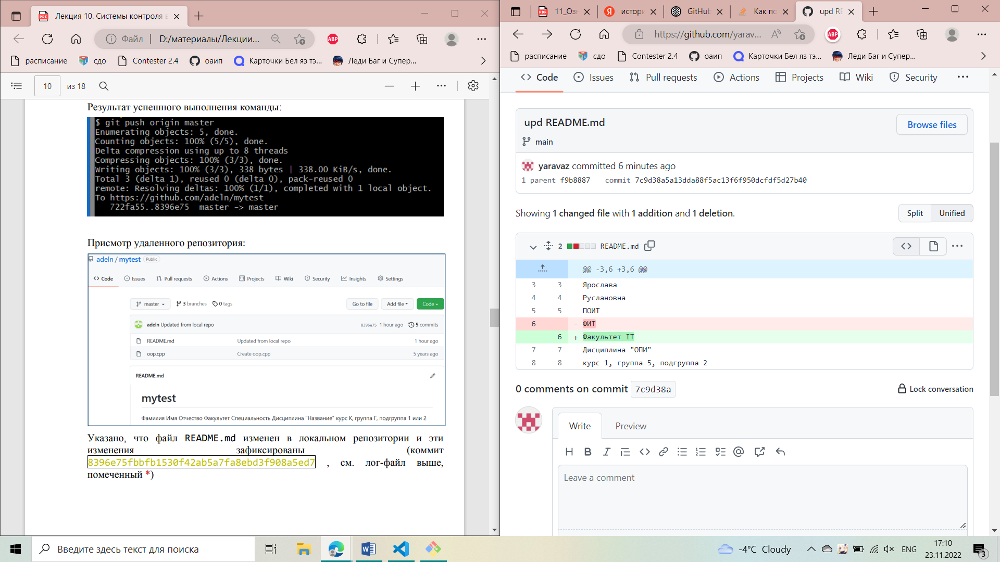 Лекция 10. Системы контроля в
Файл
D:/материалы/Лекции...
расписание
сдо
Contester 2.4
оаип
Карточки Бел яз тэ...
Леди Баг и Супер...
10
из 18
Результат успешного выполнения команды:
$ git push origin master
Enumerating objects: 5, done.
Counting objects: 100% (5/5), done.
Delta compression using up to 8 threads
Compressing objects: 100% (3/3), done.
Writing objects: 100% (3/3), 338 bytes | 338.00 KiB/s, done.
Total 3 (delta 1), reused 0 (delta 0), pack-reused 0
remote: Resolving deltas: 100% (1/1), completed with 1 local object.
To https://github.com/adeln/mytest
722fa55..8396e75 master -> master
Присмотр удаленного репозитория:
adeln / mytest Public
Code Issues Pull requests Actions Projects Wiki Security Insights Settings
master 3 branches 0 tags Go to file Add file Code
adeln Updated from local repo 8396e75 1 hour ago 5 commits
README.md Updated from local repo 1 hour ago
oop.cpp Create oop.cpp 5 years ago
README.md
mytest
Фамилия Имя Отчество Факультет Специальность Дисциплина "Название" курс К, группа Г, подгруппа 1 или 2
Указано, что файл README.md изменен в локальном репозитории и эти
изменения зафиксированы (коммит
8396e75fbbfb1530f42ab5a7fa8ebd3f908a5ed7 , см. лог-файл выше,
помеченный *)
11_Озн
истори
GitHub
Как по
upd RE
https://github.com/yarav...
расписание
сдо
Contester 2.4
оаип
Карточки Бел яз тэ...
Леди Баг и Супер...
Code Issues Pull requests Actions Projects Wiki Security
upd README.md
Browse files
main
yaravaz committed 6 minutes ago
1 parent f9b8887 commit 7c9d38a5a13dda88f5ac13f6f950dcfdf5d27b40
Showing 1 changed file with 1 addition and 1 deletion.
Split Unified
2 README.md
@@ -3,6 +3,6 @@
3 3 Ярослава
4 4 Руслановна
5 5 ПОИТ
6 - ФИТ
6 + Факультет IT
7 7 Дисциплина "ОПИ"
8 8 курс 1, группа 5, подгруппа 2
0 comments on commit 7c9d38a
Lock conversation
Write Preview
Leave a comment
Введите здесь текст для поиска
-4°C Cloudy
ENG
17:10
23.11.2022
3